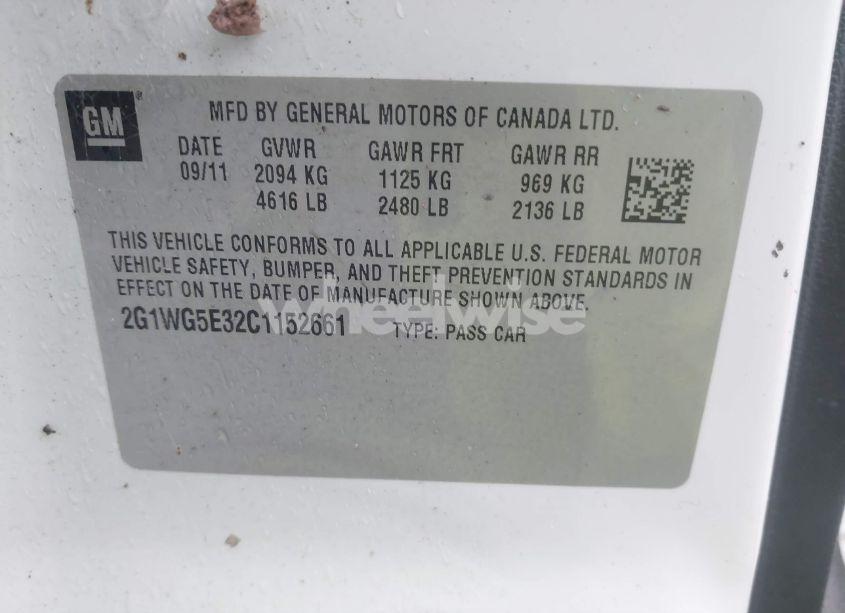 GM
MFD BY GENERAL MOTORS OF CANADA LTD.
DATE GVWR GAWR FRT GAWR RR
09/11 2094 KG 1125 KG 969 KG
4616 LB 2480 LB 2136 LB
THIS VEHICLE CONFORMS TO ALL APPLICABLE U.S. FEDERAL MOTOR
VEHICLE SAFETY, BUMPER, AND THEFT PREVENTION STANDARDS IN
EFFECT ON THE DATE OF MANUFACTURE SHOWN ABOVE.
wheelwise
2G1WG5E32C1152661 TYPE: PASS CAR